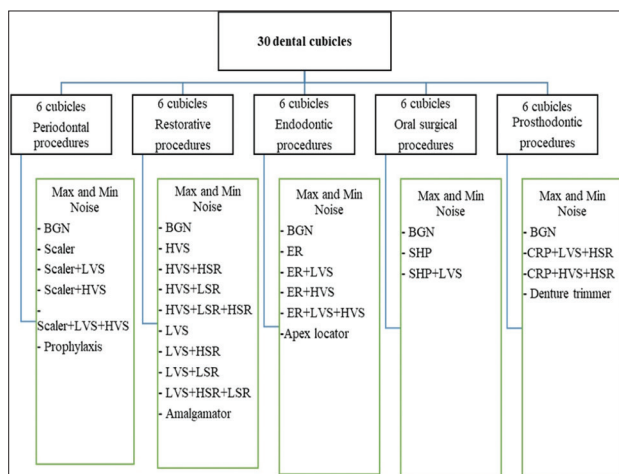 30 dental cubicles
6 cubicles
Periodontal
procedures
6 cubicles
Restorative
procedures
6 cubicles
Endodontic
procedures
6 cubicles
Oral surgical
procedures
6 cubicles
Prosthodontic
procedures
Max and Min
Noise
- BGN
- Scaler
- Scaler+LVS
- Scaler+HVS
-
Scaler+LVS+HVS
- Prophylaxis
Max and Min
Noise
- BGN
- HVS
- HVS+HSR
- HVS+LSR
- HVS+LSR+HSR
- LVS
- LVS+HSR
- LVS+LSR
- LVS+HSR+LSR
- Amalgamator
Max and Min
Noise
- BGN
- ER
- ER+LVS
- ER+HVS
- ER+LVS+HVS
-Apex locator
Max and Min
Noise
- BGN
- SHP
- SHP+LVS
Max and Min
Noise
- BGN
-CRP+LVS+HSR
-CRP+HVS+HSR
- Denture trimmer